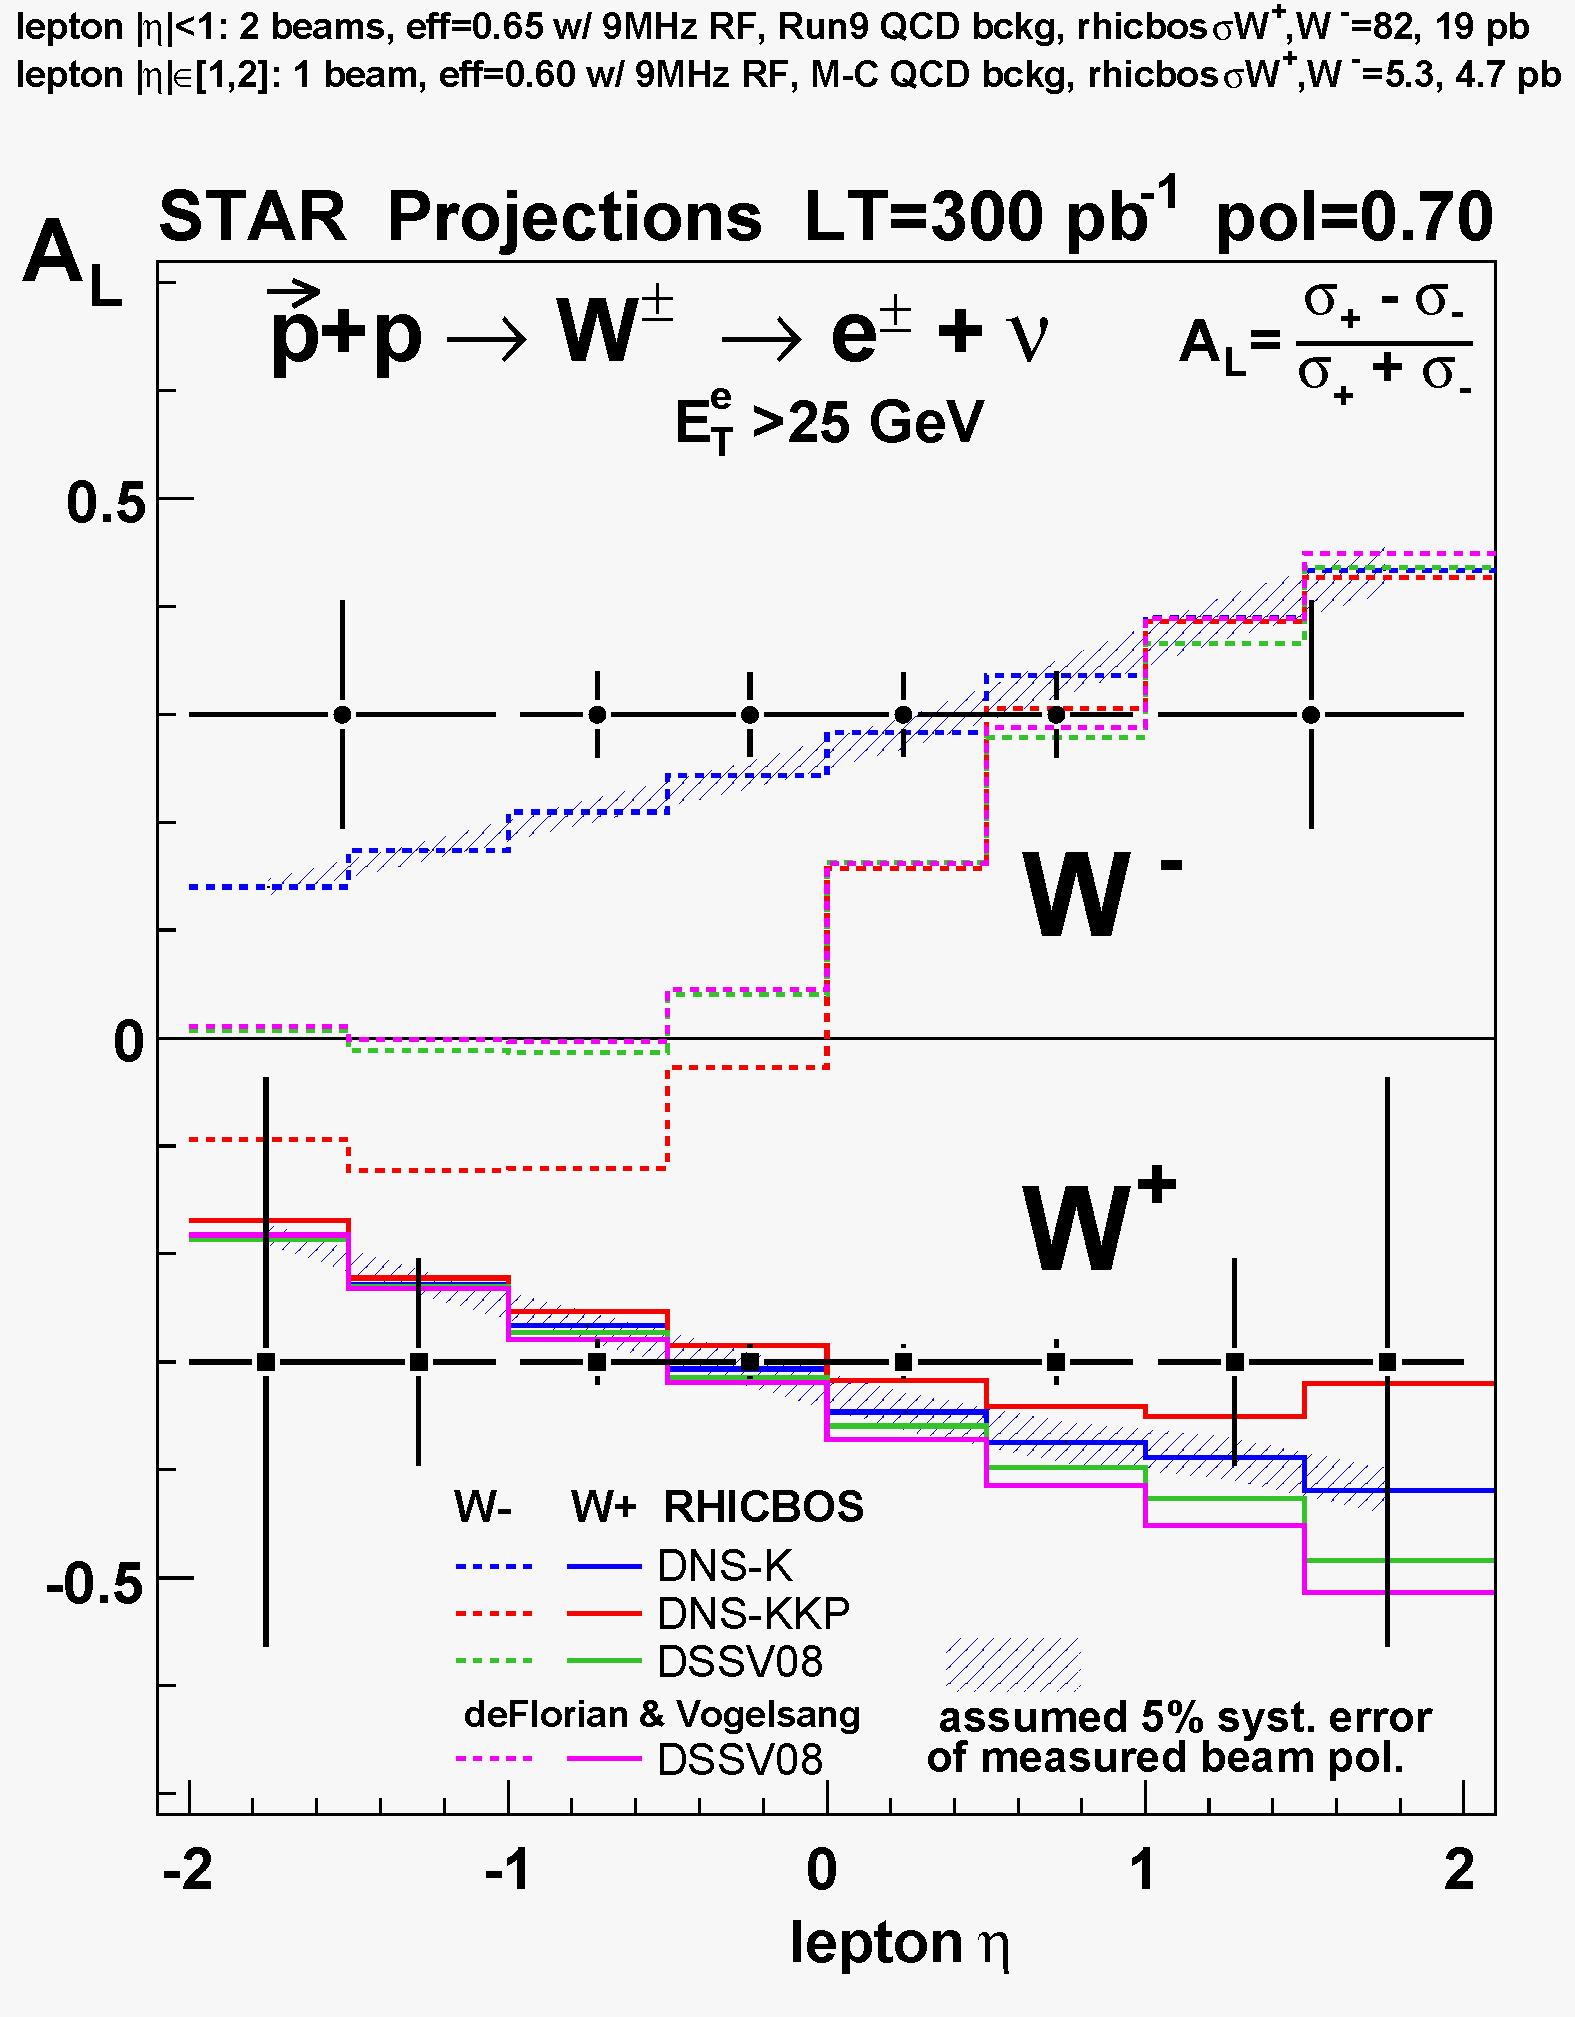 lepton |η|<1: 2 beams, eff=0.65 w/ 9MHz RF, Run9 QCD bckg, rhicbos σW⁺,W⁻=82, 19 pb
lepton |η|∈[1,2]: 1 beam, eff=0.60 w/ 9MHz RF, M-C QCD bckg, rhicbos σW⁺,W⁻=5.3, 4.7 pb
STAR Projections LT=300 pb⁻¹ pol=0.70
A_L
p⃗+p → W^± → e^± + ν
A_L = (σ₊ - σ₋) / (σ₊ + σ₋)
E_T^e >25 GeV
0.5
W⁻
0
W⁺
W- W+ RHICBOS
DNS-K
-0.5
DNS-KKP
DSSV08
deFlorian & Vogelsang
DSSV08
assumed 5% syst. error
of measured beam pol.
-2 -1 0 1 2
lepton η